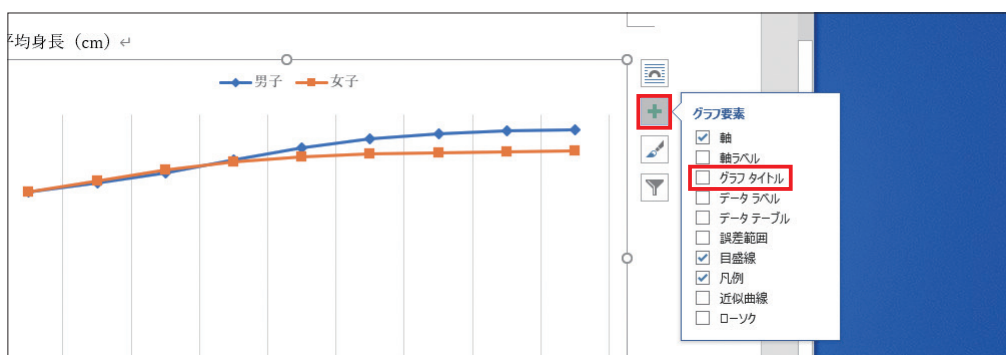 平均身長（cm）↵
男子 女子
グラフ要素
軸
軸ラベル
グラフ タイトル
データ ラベル
データ テーブル
誤差範囲
目盛線
凡例
近似曲線
ローソク